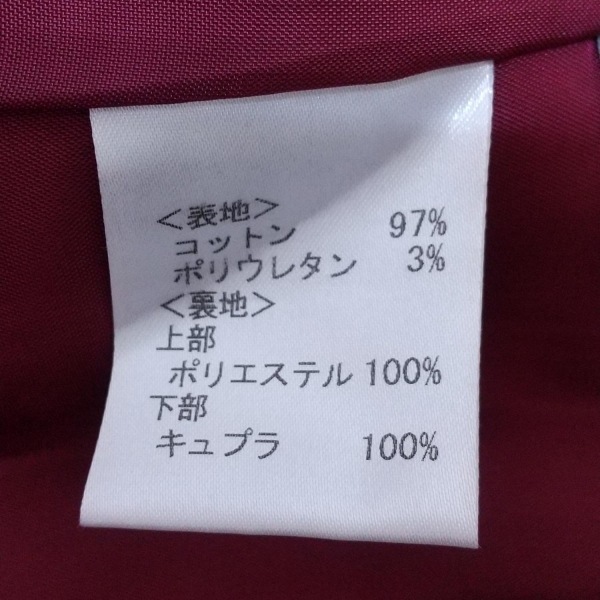 <表地>
コットン 97%
ポリウレタン 3%
<裏地>
上部
ポリエステル 100%
下部
キュプラ 100%